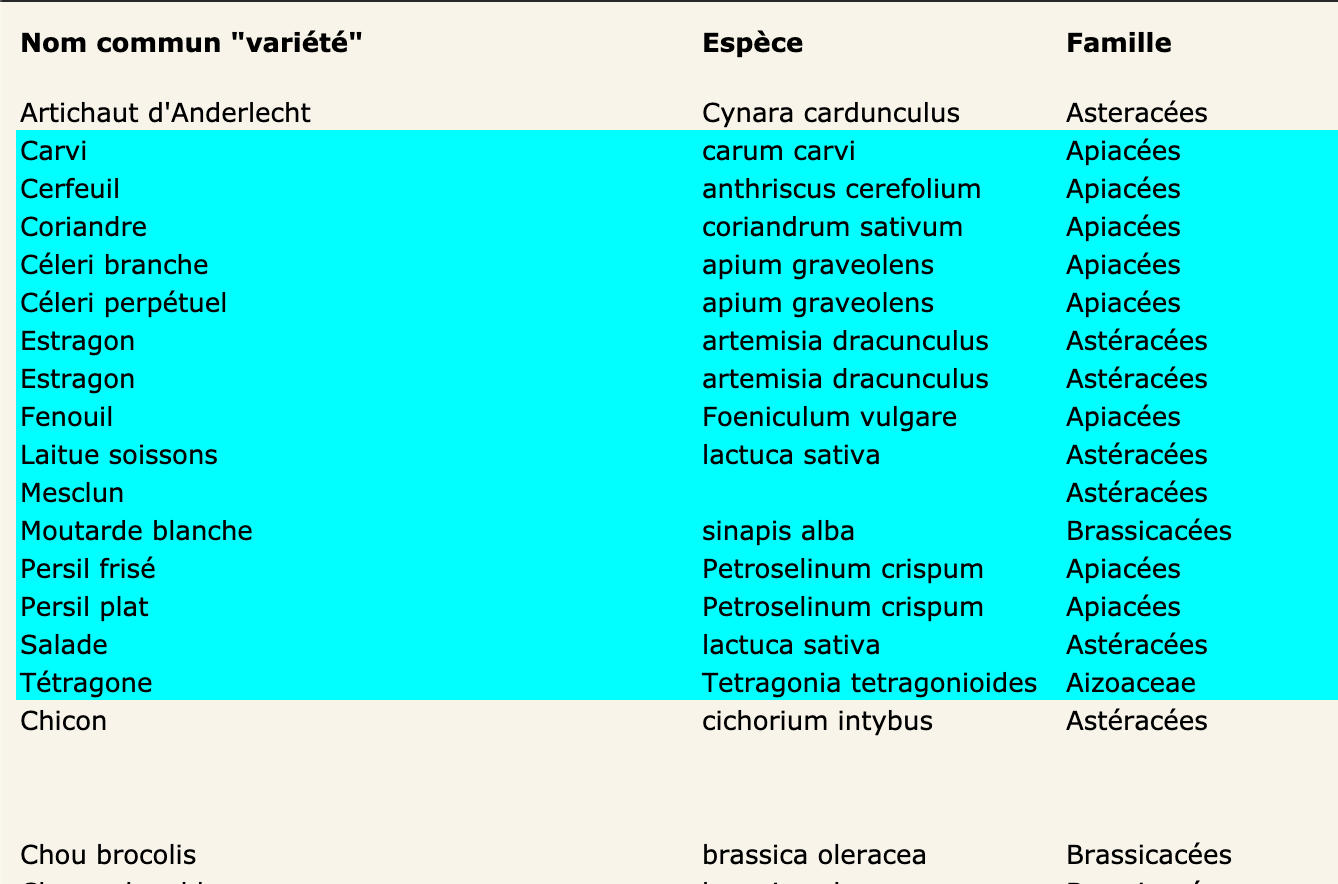 Nom commun "variété" Espèce Famille
Artichaut d'Anderlecht Cynara cardunculus Asteracées
Carvi carum carvi Apiacées
Cerfeuil anthriscus cerefolium Apiacées
Coriandre coriandrum sativum Apiacées
Céleri branche apium graveolens Apiacées
Céleri perpétuel apium graveolens Apiacées
Estragon artemisia dracunculus Astéracées
Estragon artemisia dracunculus Astéracées
Fenouil Foeniculum vulgare Apiacées
Laitue soissons lactuca sativa Astéracées
Mesclun Astéracées
Moutarde blanche sinapis alba Brassicacées
Persil frisé Petroselinum crispum Apiacées
Persil plat Petroselinum crispum Apiacées
Salade lactuca sativa Astéracées
Tétragone Tetragonia tetragonioides Aizoaceae
Chicon cichorium intybus Astéracées
Chou brocolis brassica oleracea Brassicacées